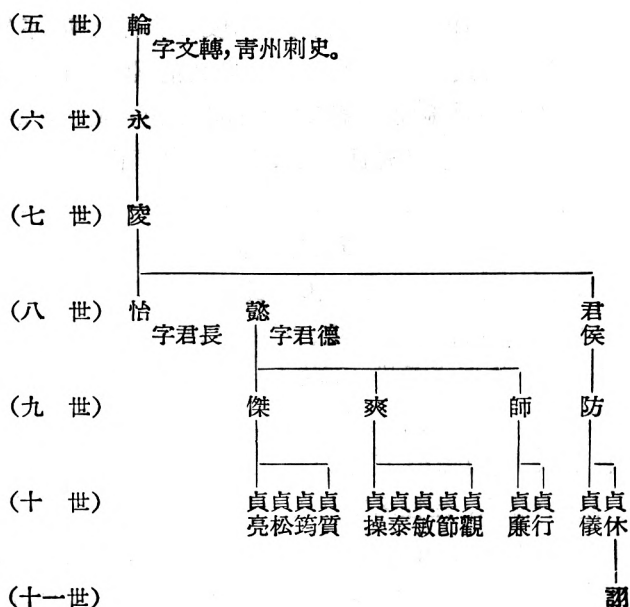 (五 世) 輪
字文轉,靑州刺史。
(六 世) 永
(七 世) 陵
(八 世) 怡 懿 君侯
字君長 字君德
(九 世) 傑 爽 師 防
(十 世) 貞亮 貞松 貞筠 貞質 貞操 貞泰 貞敏 貞節 貞觀 貞廉 貞行 貞儀 貞休
(十一世)